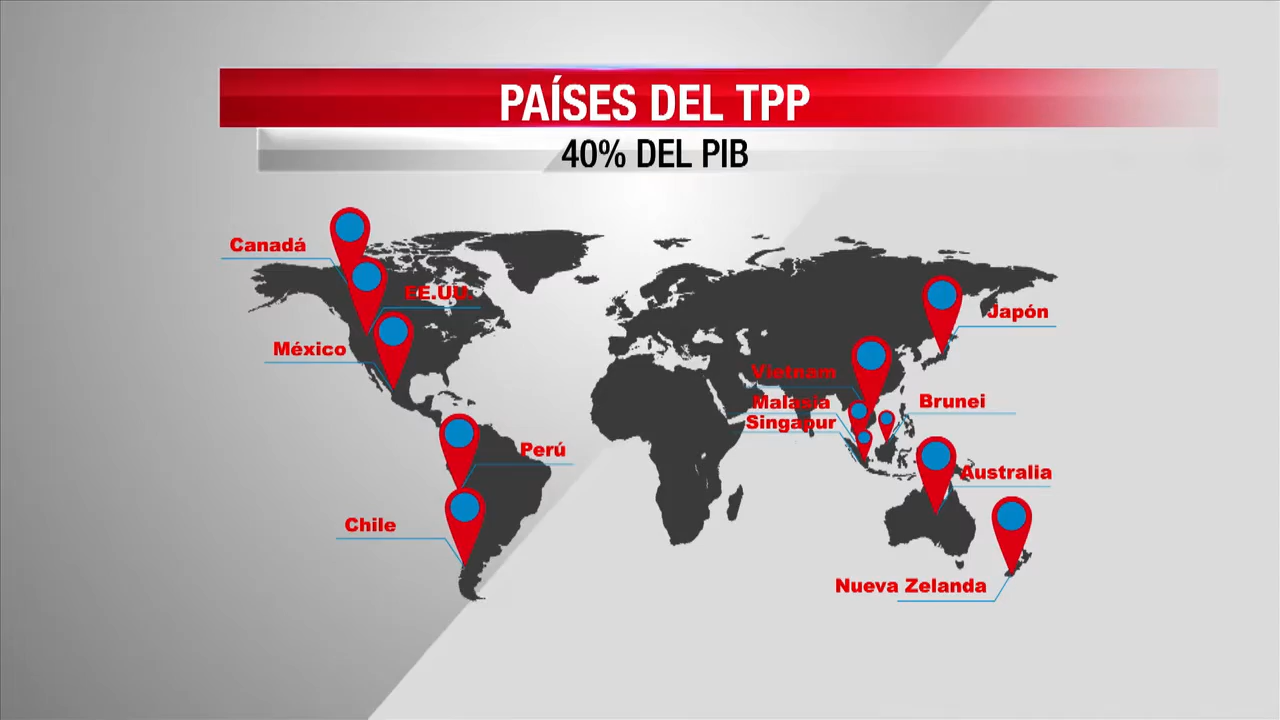 PAÍSES DEL TPP
40% DEL PIB
Canadá
EE.UU.
Japón
México
Vietnam
Malasia
Brunei
Singapur
Perú
Australia
Chile
Nueva Zelanda